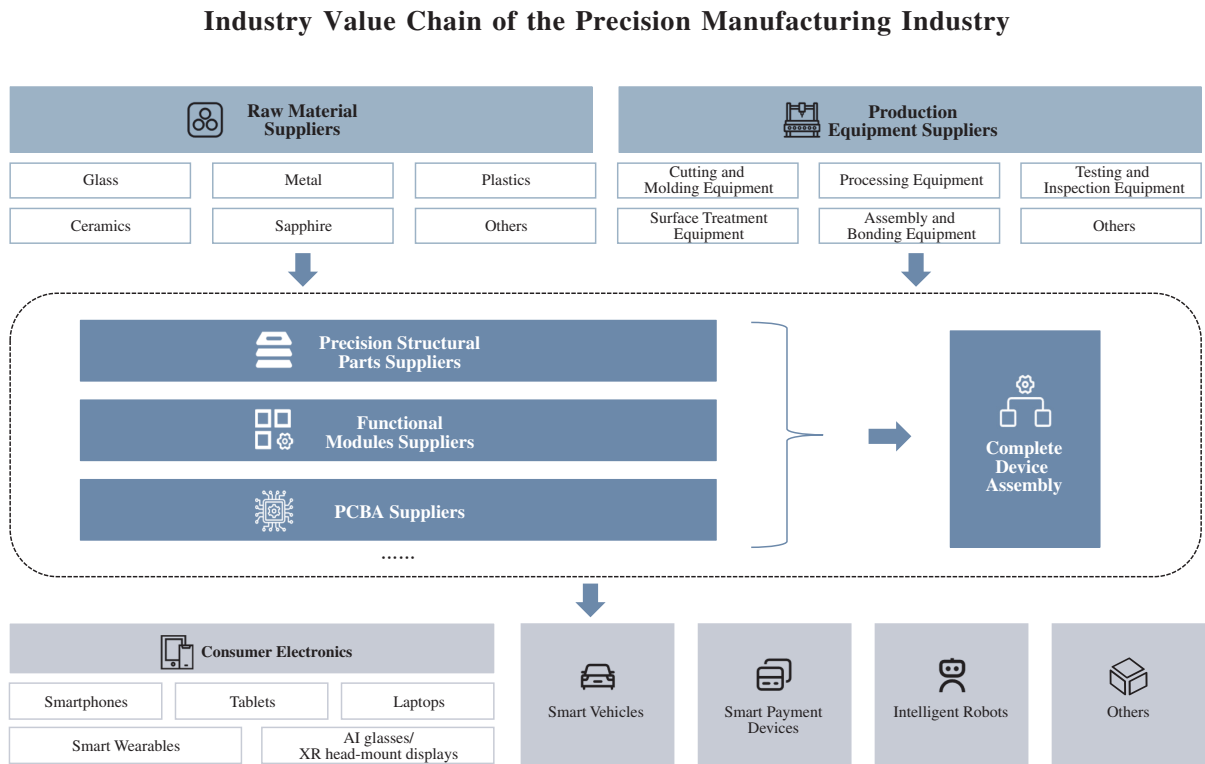 Industry Value Chain of the Precision Manufacturing Industry
Raw Material
Suppliers
Production
Equipment Suppliers
Glass
Metal
Plastics
Cutting and
Molding Equipment
Processing Equipment
Testing and
Inspection Equipment
Ceramics
Sapphire
Others
Surface Treatment
Equipment
Assembly and
Bonding Equipment
Others
Precision Structural
Parts Suppliers
Functional
Modules Suppliers
PCBA Suppliers
......
Complete
Device
Assembly
Consumer Electronics
Smartphones
Tablets
Laptops
Smart Wearables
AI glasses/
XR head-mount displays
Smart Vehicles
Smart Payment
Devices
Intelligent Robots
Others